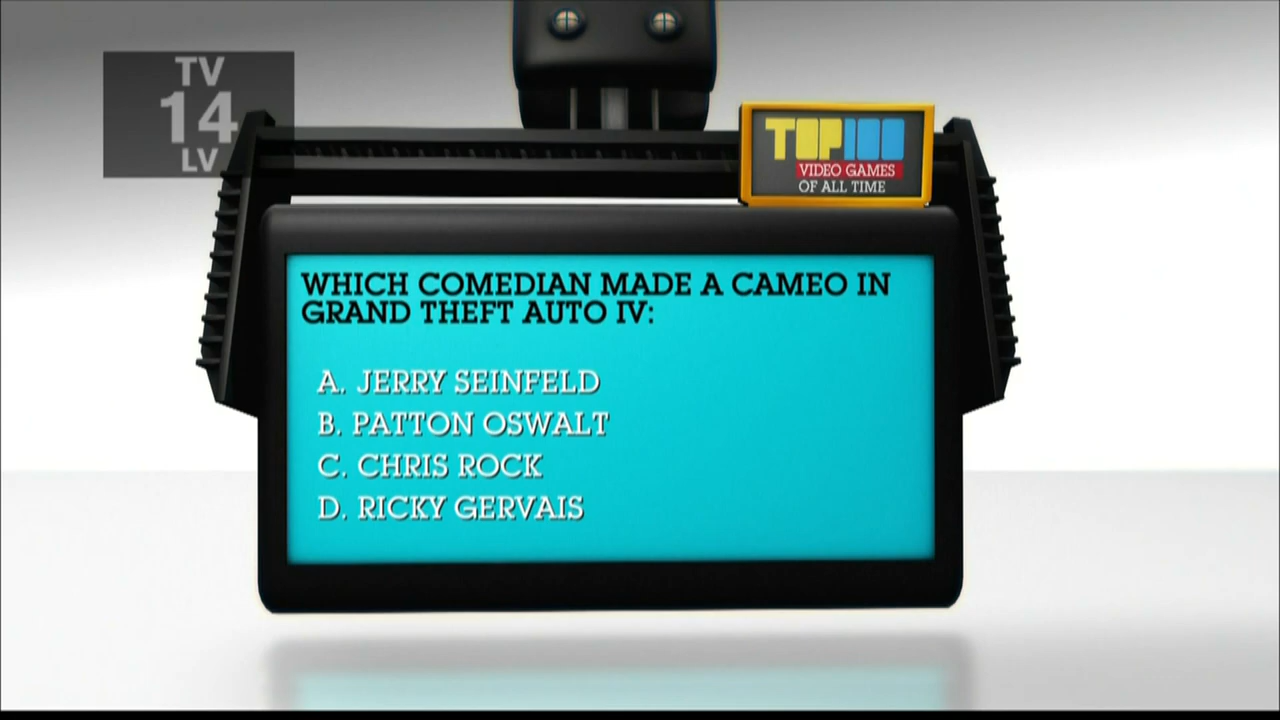 TV
14
LV
TOP 100
VIDEO GAMES
OF ALL TIME
WHICH COMEDIAN MADE A CAMEO IN
GRAND THEFT AUTO IV:
A. JERRY SEINFELD
B. PATTON OSWALT
C. CHRIS ROCK
D. RICKY GERVAIS